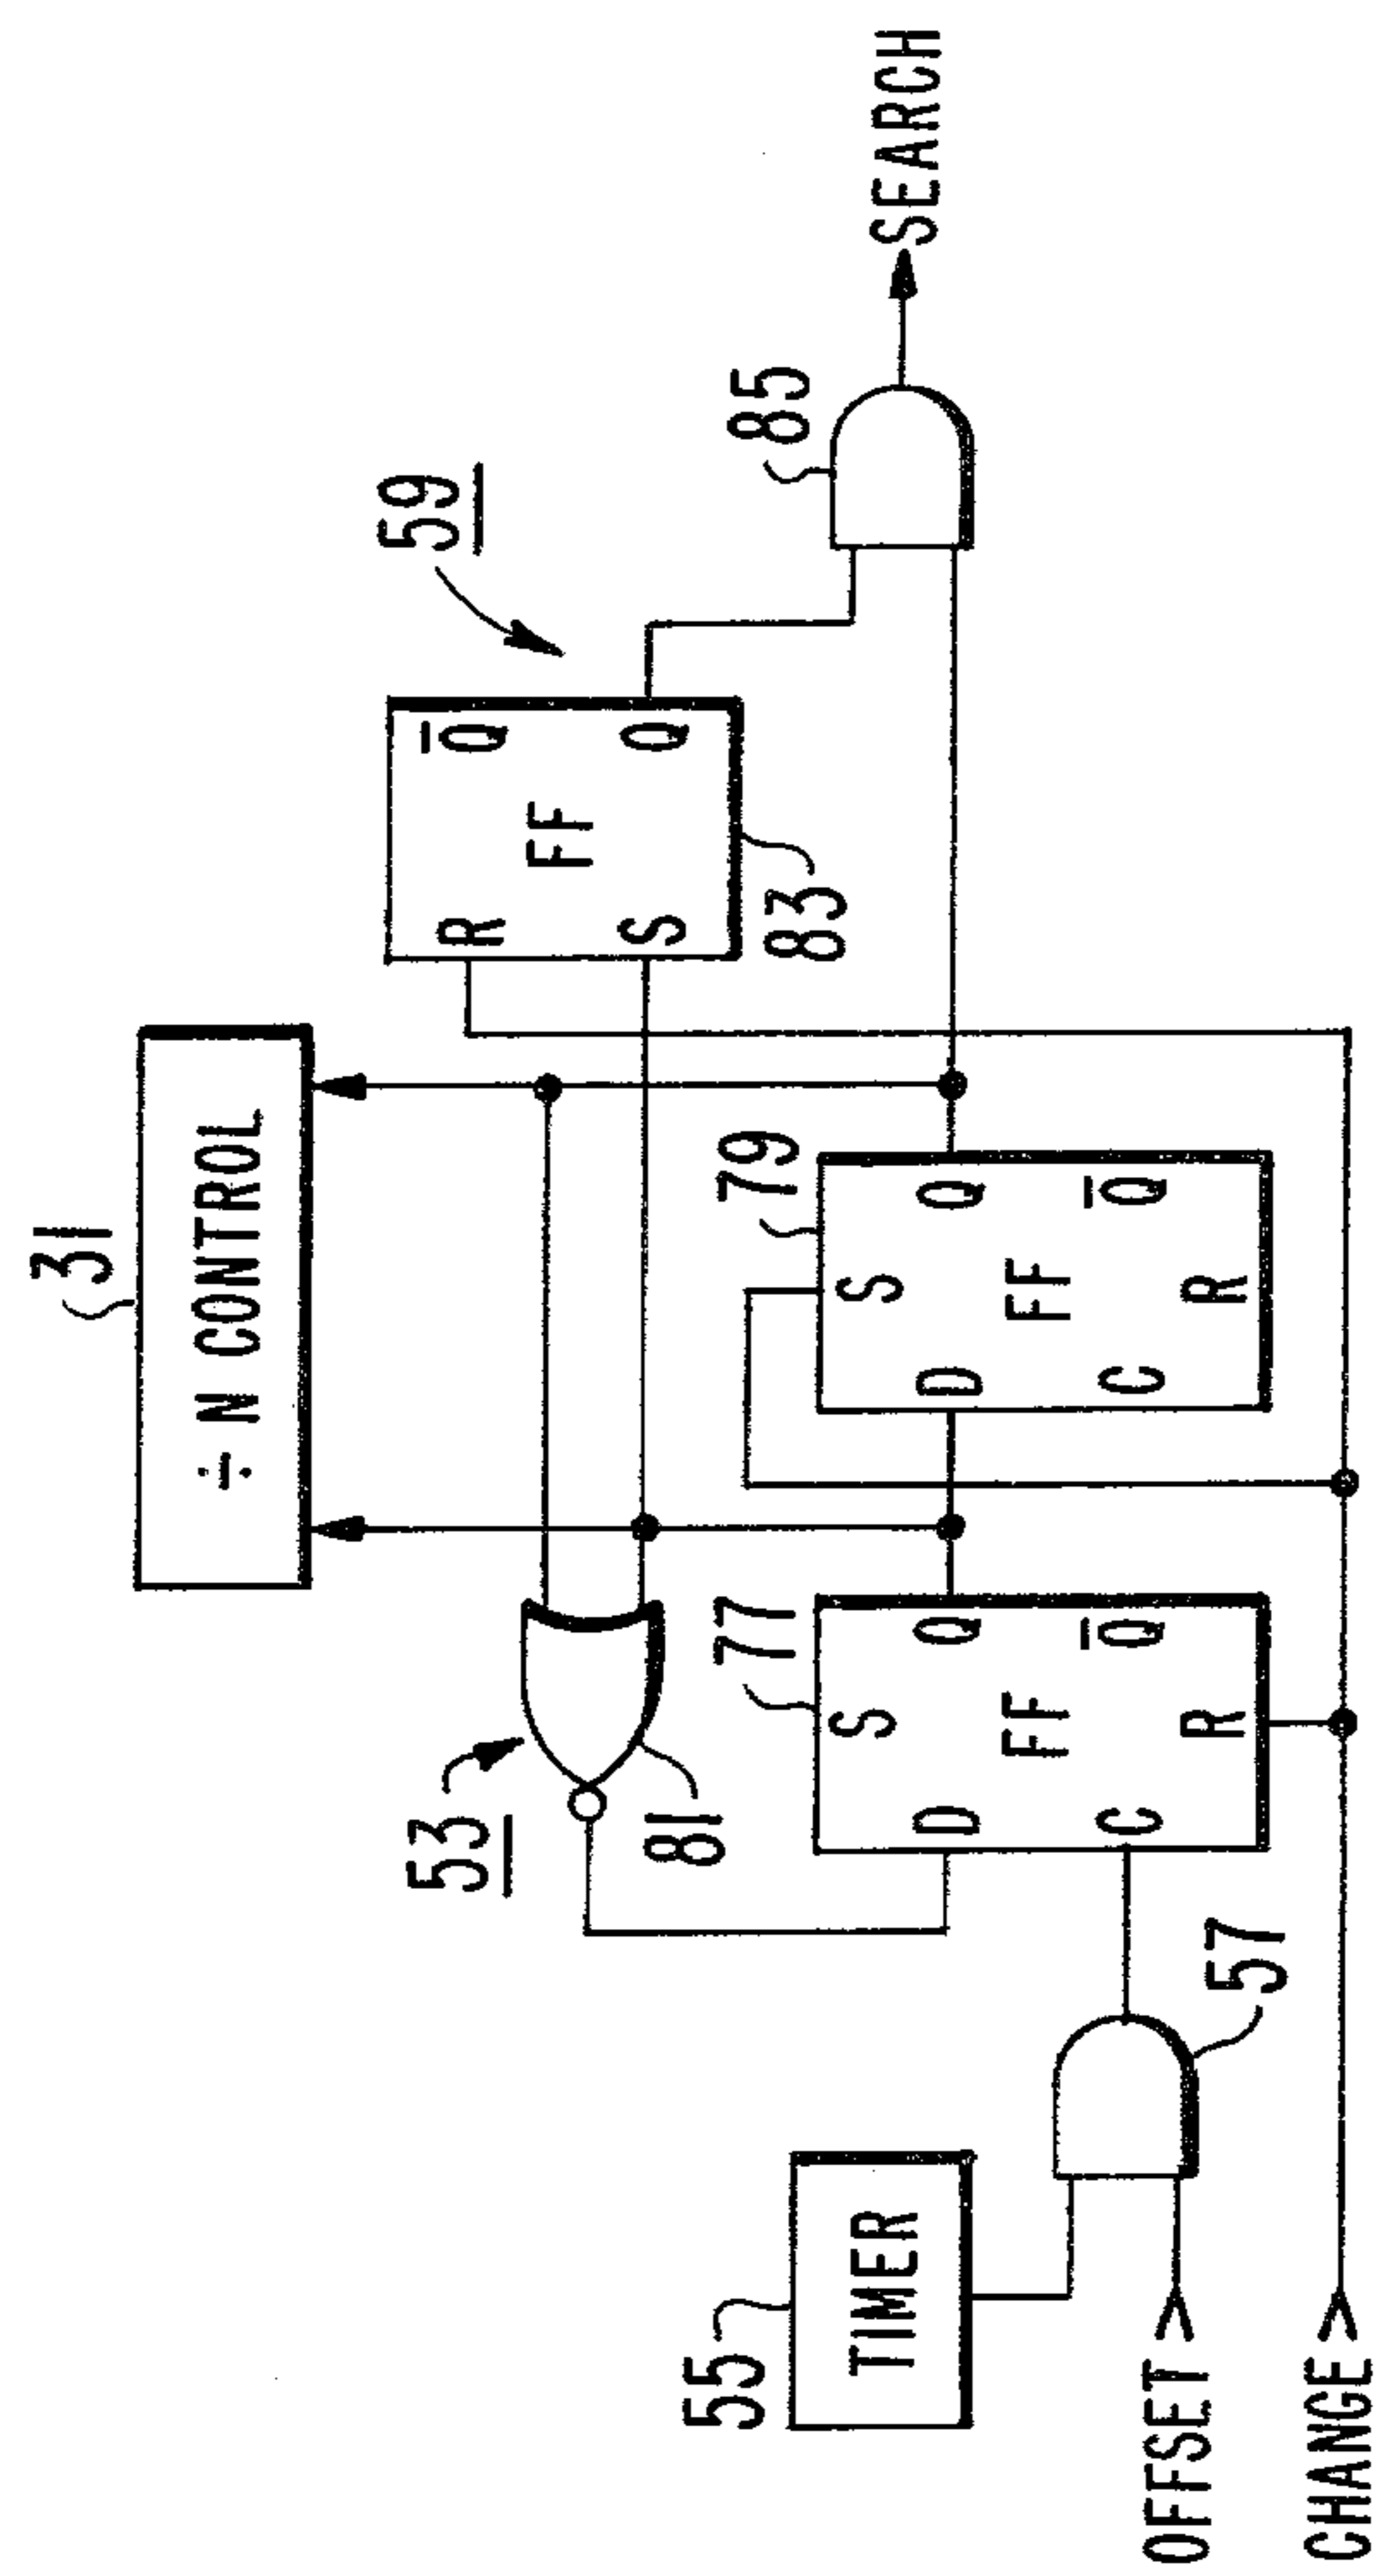 31
÷ N CONTROL
53
81
59
R
Q̅
FF
S
Q
83
85
SEARCH
77
S
D
Q
FF
C
Q̅
R
79
S
D
Q
FF
C
Q̅
R
55
TIMER
57
OFFSET
CHANGE